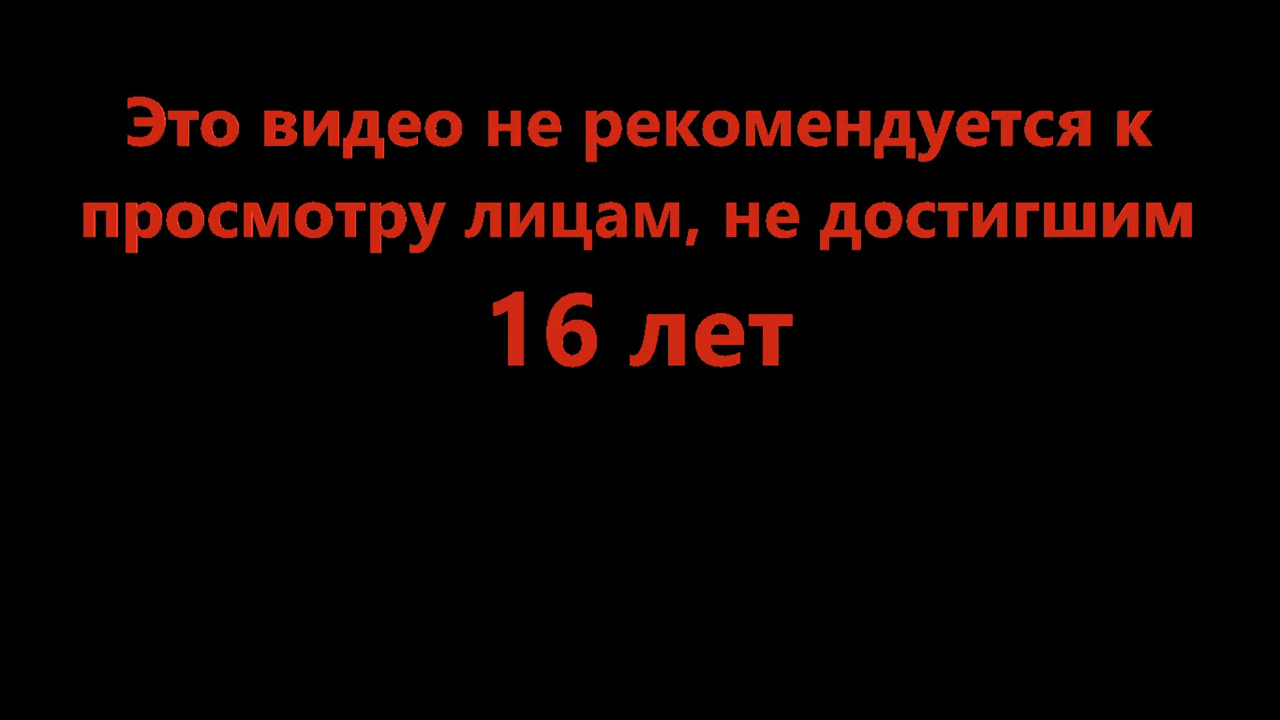 Это видео не рекомендуется к
просмотру лицам, не достигшим
16 лет